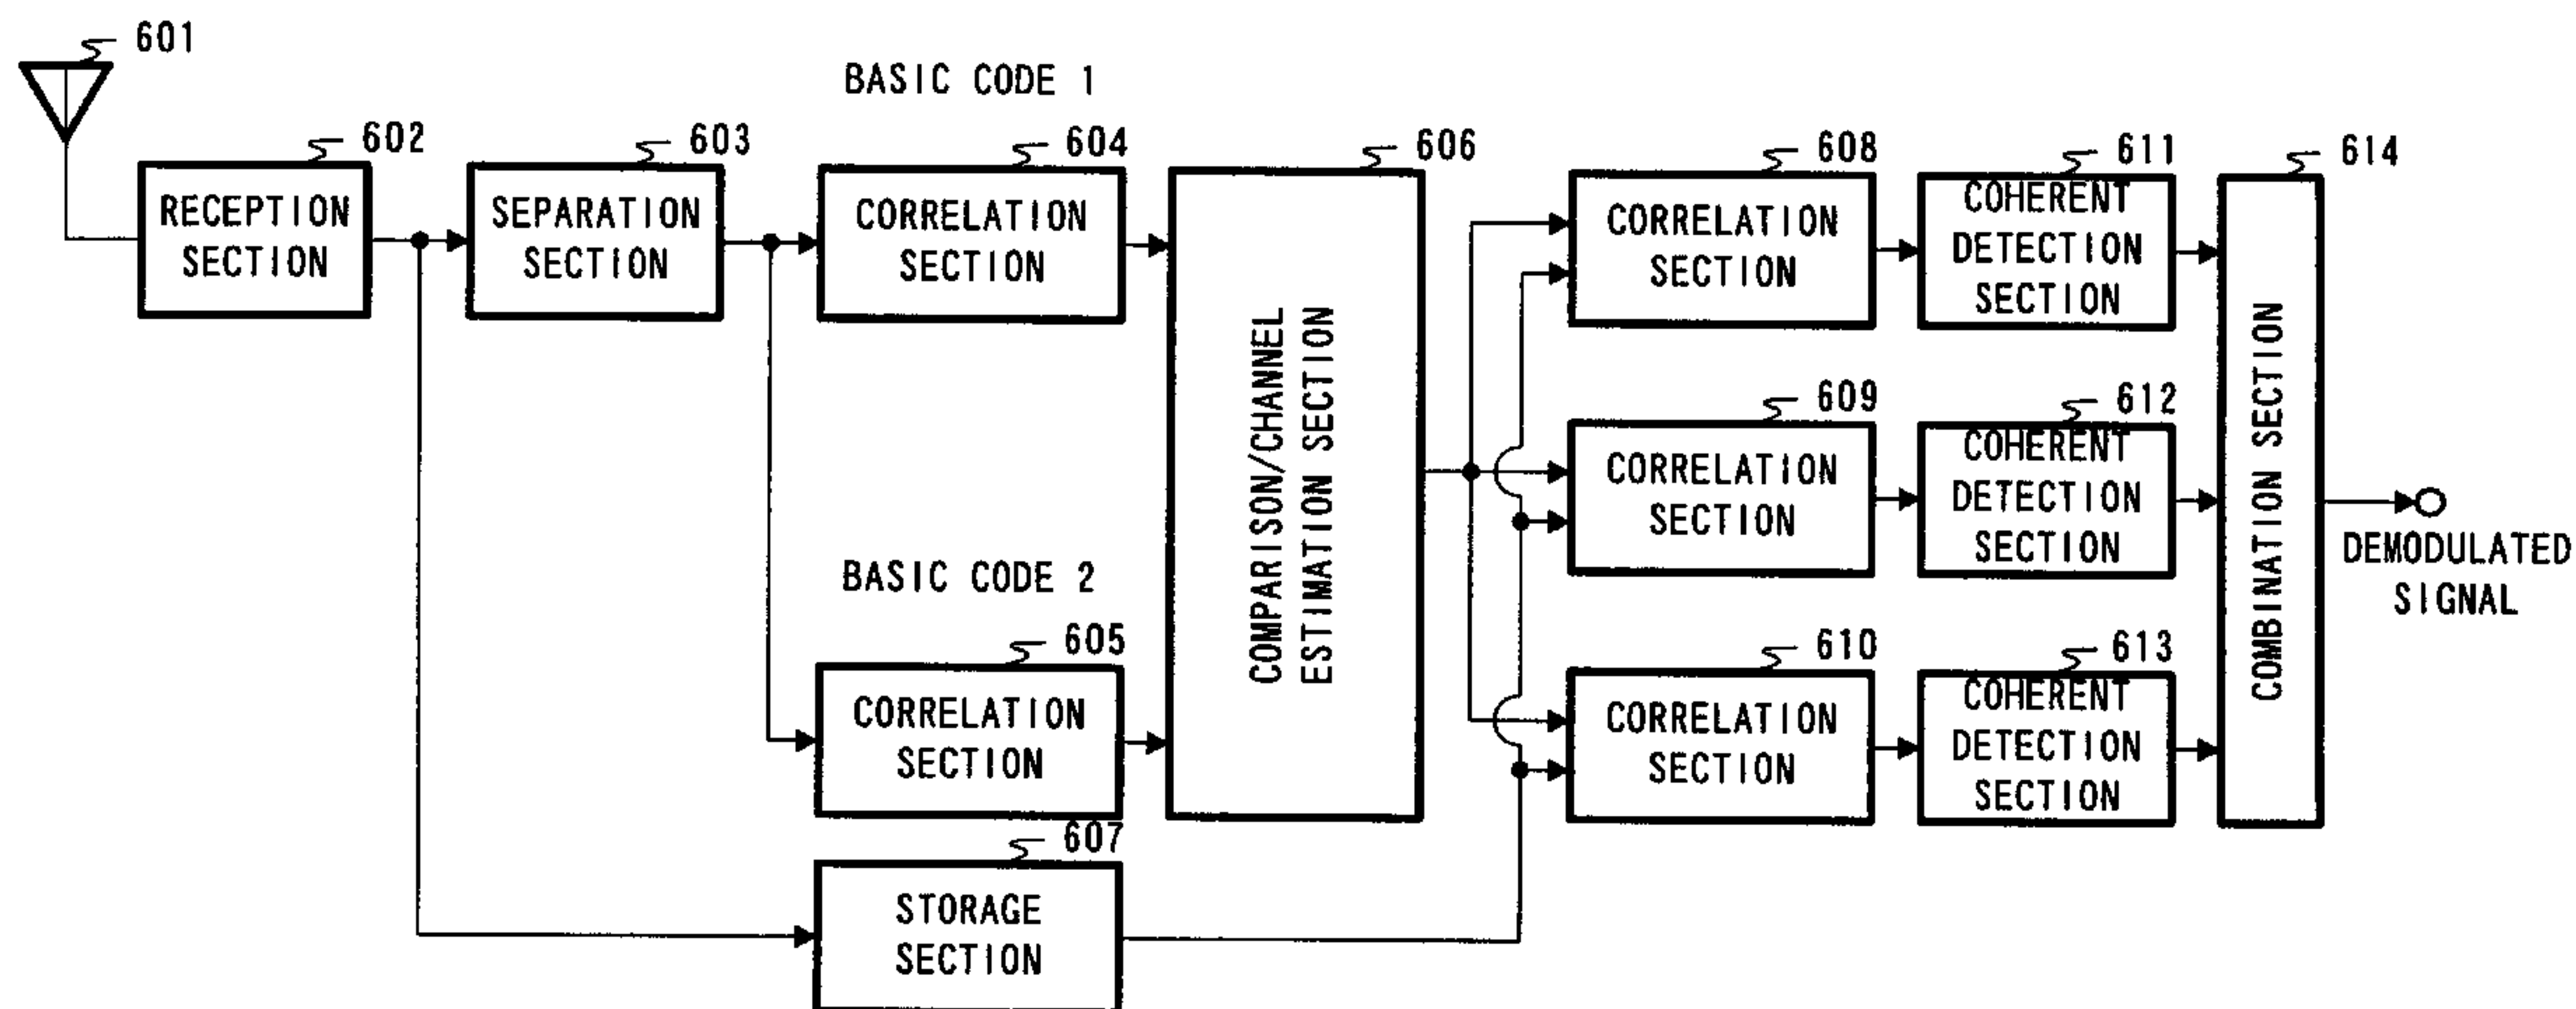 601
BASIC CODE 1
602
603
604
606
608
611
614
RECEPTION
SECTION
SEPARATION
SECTION
CORRELATION
SECTION
CORRELATION
SECTION
COHERENT
DETECTION
SECTION
COMPARISON/CHANNEL
ESTIMATION SECTION
COMBINATION SECTION
609
612
CORRELATION
SECTION
COHERENT
DETECTION
SECTION
DEMODULATED
SIGNAL
BASIC CODE 2
605
610
613
CORRELATION
SECTION
CORRELATION
SECTION
COHERENT
DETECTION
SECTION
607
STORAGE
SECTION